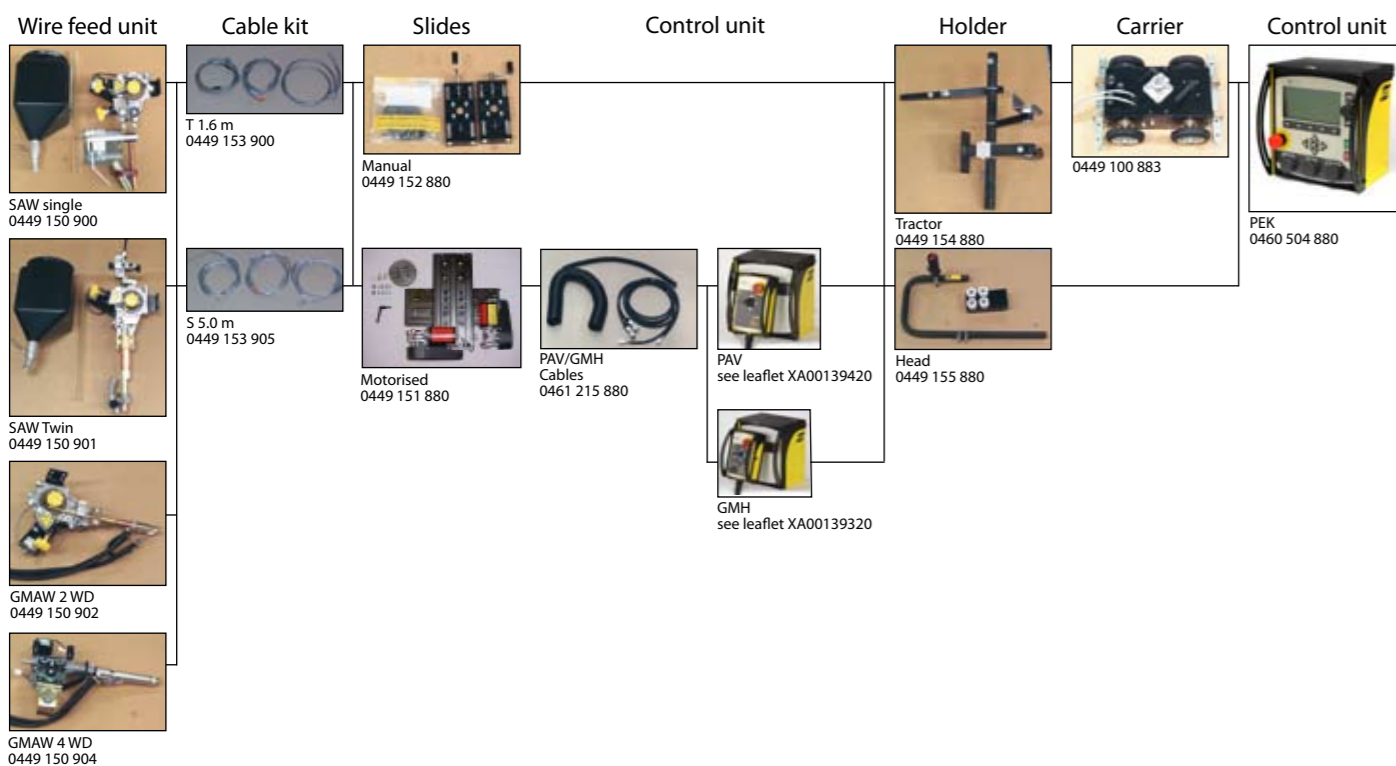 Wire feed unit
Cable kit
Slides
Control unit
Holder
Carrier
Control unit
SAW single
0449 150 900
SAW Twin
0449 150 901
GMAW 2 WD
0449 150 902
GMAW 4 WD
0449 150 904
T 1.6 m
0449 153 900
S 5.0 m
0449 153 905
Manual
0449 152 880
Motorised
0449 151 880
PAV/GMH
Cables
0461 215 880
PAV
see leaflet XA00139420
GMH
see leaflet XA00139320
Tractor
0449 154 880
Head
0449 155 880
0449 100 883
PEK
0460 504 880